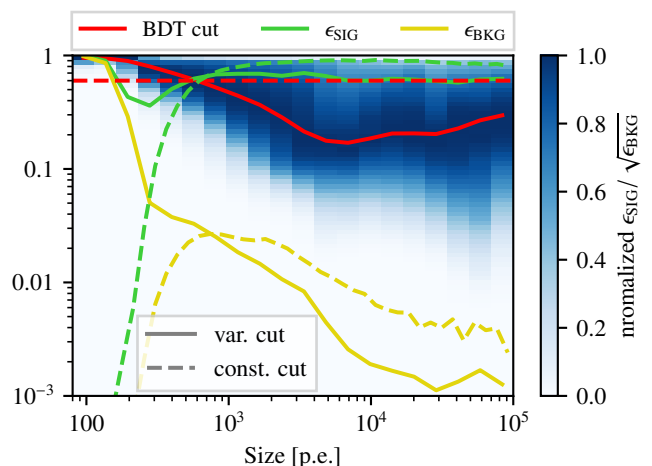 BDT cut ϵSIG ϵBKG
1
0.1
0.01
10⁻³
var. cut
const. cut
100 10³ 10⁴ 10⁵
Size [p.e.]
1.0
0.8
0.6
0.4
0.2
0.0
nromalized ϵSIG/ √ϵBKG